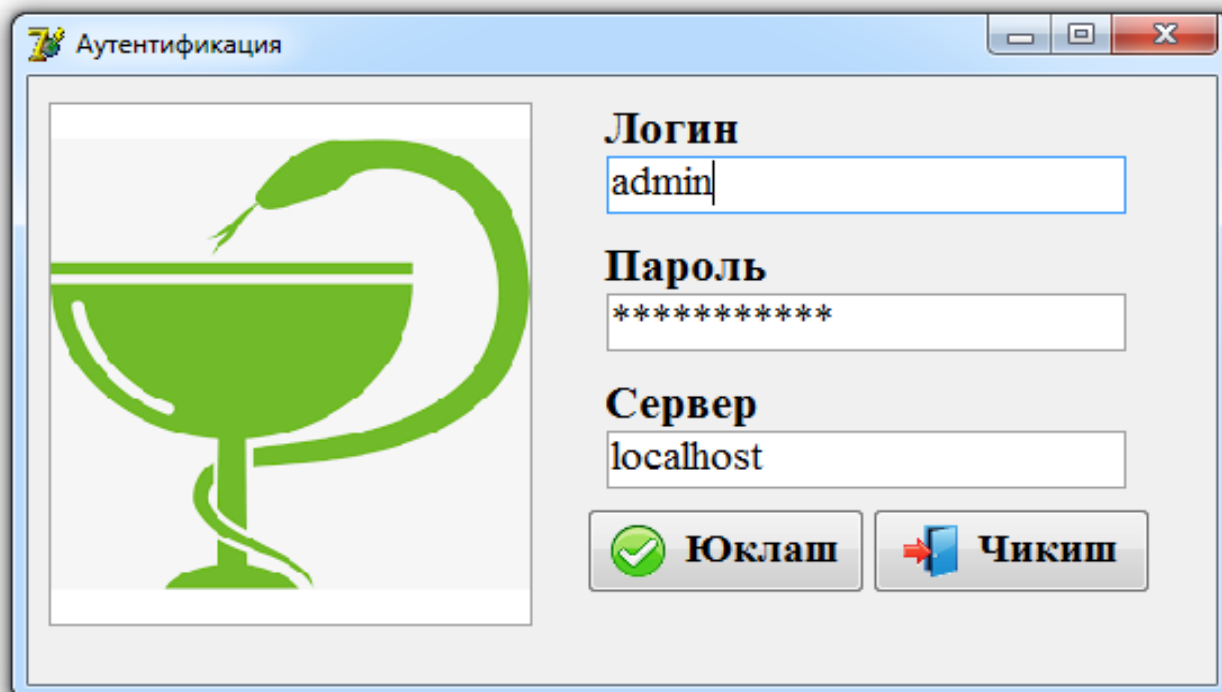 Аутентификация
Логин
admin
Пароль
***********
Сервер
localhost
Юклаш
Чикиш